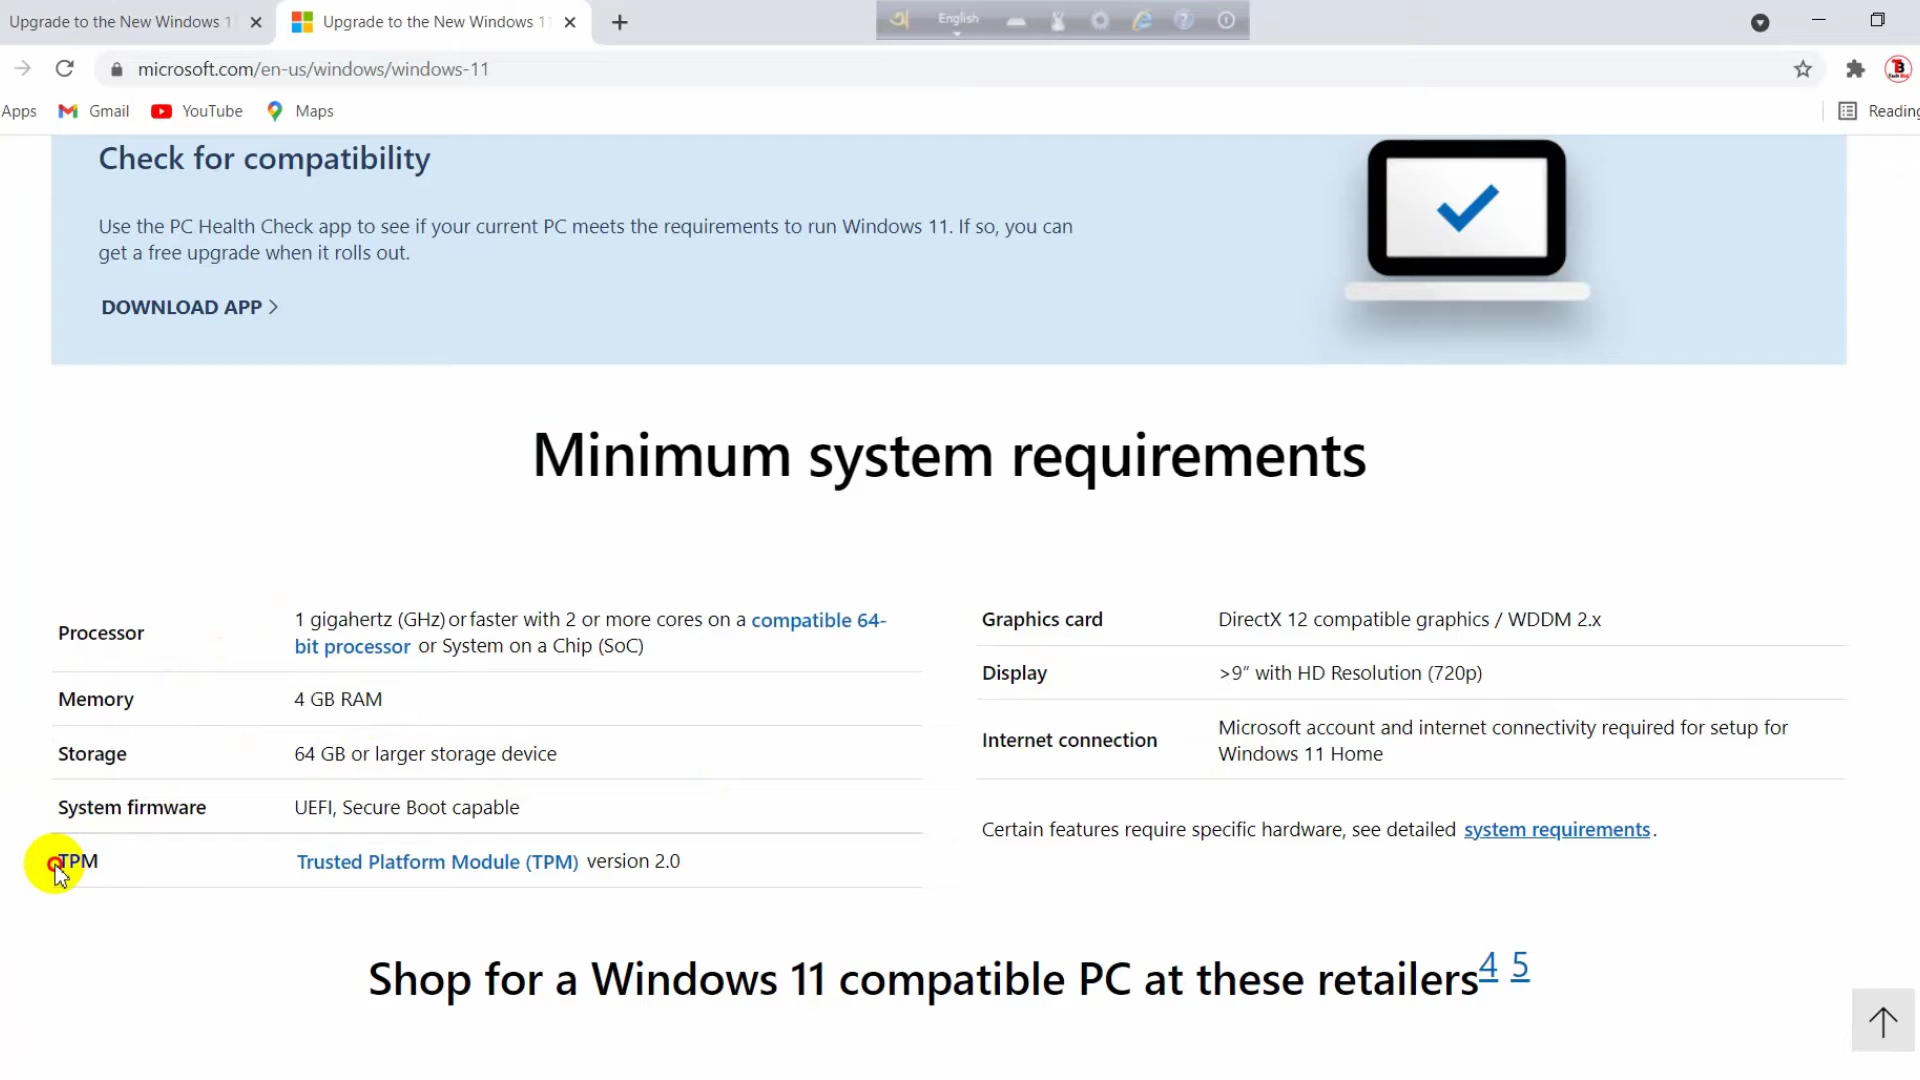 Upgrade to the New Windows 1
Upgrade to the New Windows 11
English
microsoft.com/en-us/windows/windows-11
Apps
Gmail
YouTube
Maps
Reading
Check for compatibility
Use the PC Health Check app to see if your current PC meets the requirements to run Windows 11. If so, you can
get a free upgrade when it rolls out.
DOWNLOAD APP
Minimum system requirements
Processor
1 gigahertz (GHz) or faster with 2 or more cores on a compatible 64-
bit processor or System on a Chip (SoC)
Memory
4 GB RAM
Storage
64 GB or larger storage device
System firmware
UEFI, Secure Boot capable
TPM
Trusted Platform Module (TPM) version 2.0
Graphics card
DirectX 12 compatible graphics / WDDM 2.x
Display
>9” with HD Resolution (720p)
Internet connection
Microsoft account and internet connectivity required for setup for
Windows 11 Home
Certain features require specific hardware, see detailed system requirements.
Shop for a Windows 11 compatible PC at these retailers4 5